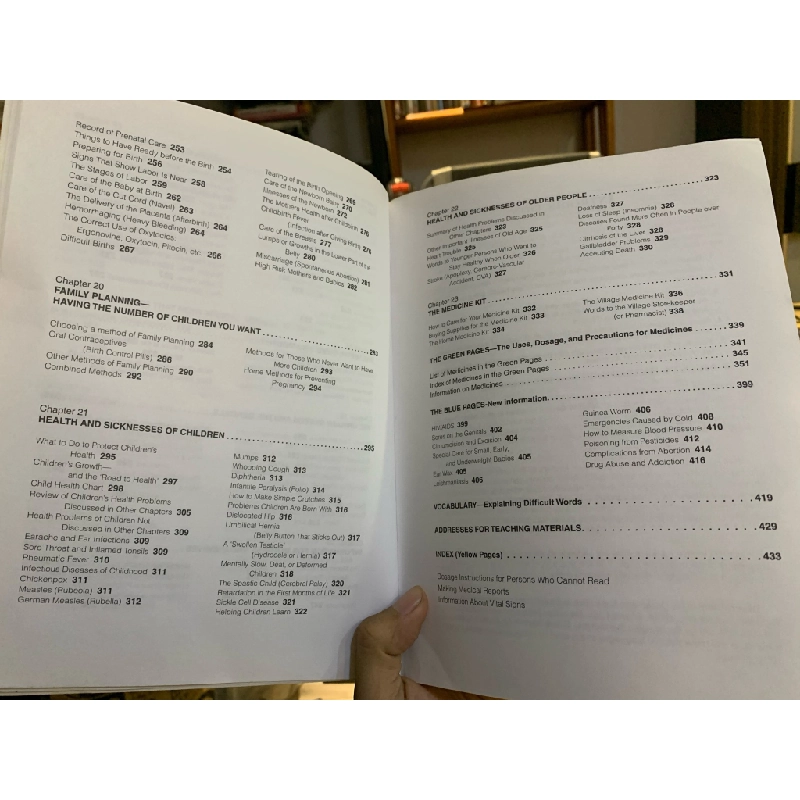 Record of Prenatal Care 253
Things to Have Ready before the Birth 254
Preparing for Birth 256
Signs That Show Labor Is Near 258
The Stages of Labor 259
Care of the Baby at Birth 262
Care of the Cut Cord (Navel) 263
The Delivery of the Placenta (Afterbirth) 264
Hemorrhaging (Heavy Bleeding) 264
The Correct Use of Oxytocics:
Ergonovine, Oxytocin, Pitocin, etc. 266
Difficult Births 267
Tearing of the Birth Opening 269
Care of the Newborn Baby 270
Illnesses of the Newborn 272
The Mother's Health after Childbirth 276
Childbirth Fever
(Infection after Giving Birth) 276
Care of the Breasts 277
Lumps or Growths in the Lower Part of the
Belly 280
Miscarriage (Spontaneous Abortion) 281
High Risk Mothers and Babies 282
Chapter 20
FAMILY PLANNING—
HAVING THE NUMBER OF CHILDREN YOU WANT 283
Choosing a method of Family Planning 284
Oral Contraceptives
(Birth Control Pills) 286
Other Methods of Family Planning 290
Combined Methods 292
Methods for Those Who Never Want to Have
More Children 293
Home Methods for Preventing
Pregnancy 294
Chapter 21
HEALTH AND SICKNESSES OF CHILDREN 295
What to Do to Protect Children's
Health 295
Children's Growth—
and the 'Road to Health' 297
Child Health Chart 298
Review of Children's Health Problems
Discussed in Other Chapters 305
Health Problems of Children Not
Discussed in Other Chapters 309
Earache and Ear Infections 309
Sore Throat and Inflamed Tonsils 309
Rheumatic Fever 310
Infectious Diseases of Childhood 311
Chickenpox 311
Measles (Rubeola) 311
German Measles (Rubella) 312
Mumps 312
Whooping Cough 313
Diphtheria 313
Infantile Paralysis (Polio) 314
How to Make Simple Crutches 315
Problems Children Are Born With 316
Dislocated Hip 316
Umbilical Hernia
(Belly Button That Sticks Out) 317
A 'Swollen Testicle'
(Hydrocele or Hernia) 317
Mentally Slow, Deaf, or Deformed
Children 318
The Spastic Child (Cerebral Palsy) 320
Retardation in the First Months of Life 321
Sickle Cell Disease 321
Helping Children Learn 322
Chapter 22
HEALTH AND SICKNESSES OF OLDER PEOPLE 323
Summary of Health Problems Discussed in
Other Chapters 323
Other Important Illnesses of Old Age 325
Heart Trouble 325
Words to Younger Persons Who Want to
Stay Healthy When Older 326
Stroke (Apoplexy, Cerebro-Vascular
Accident, CVA) 327
Deafness 327
Loss of Sleep (Insomnia) 328
Diseases Found More Often in People over
Forty 328
Cirrhosis of the Liver 328
Gallbladder Problems 329
Accepting Death 330
Chapter 23
THE MEDICINE KIT 331
How to Care for Your Medicine Kit 332
Buying Supplies for the Medicine Kit 333
The Home Medicine Kit 334
The Village Medicine Kit 336
Words to the Village Storekeeper
(or Pharmacist) 338
THE GREEN PAGES—The Uses, Dosage, and Precautions for Medicines 339
List of Medicines in the Green Pages 341
Index of Medicines in the Green Pages 345
Information on Medicines 351
THE BLUE PAGES—New Information 399
HIV/AIDS 399
Sores on the Genitals 402
Circumcision and Excision 404
Special Care for Small, Early,
and Underweight Babies 405
Ear Wax 405
Leishmaniasis 406
Guinea Worm 406
Emergencies Caused by Cold 408
How to Measure Blood Pressure 410
Poisoning from Pesticides 412
Complications from Abortion 414
Drug Abuse and Addiction 416
VOCABULARY—Explaining Difficult Words 419
ADDRESSES FOR TEACHING MATERIALS 429
INDEX (Yellow Pages) 433
Dosage Instructions for Persons Who Cannot Read
Making Medical Reports
Information About Vital Signs